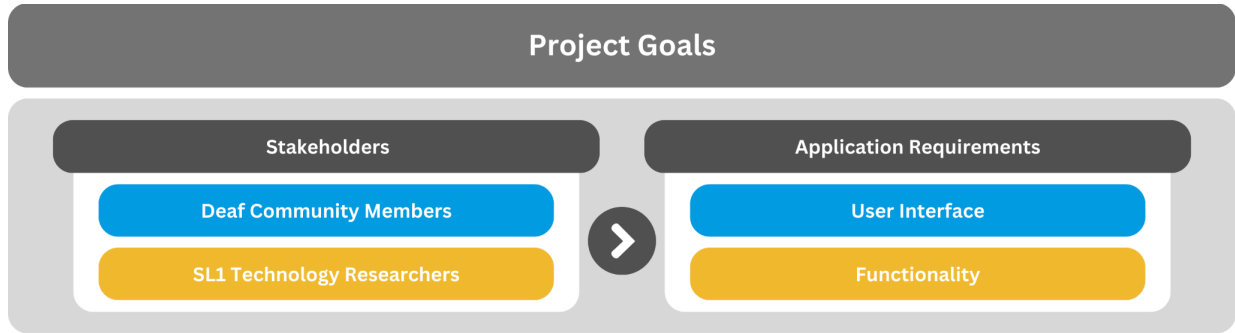 Project Goals
Stakeholders
Deaf Community Members
SL1 Technology Researchers
Application Requirements
User Interface
Functionality